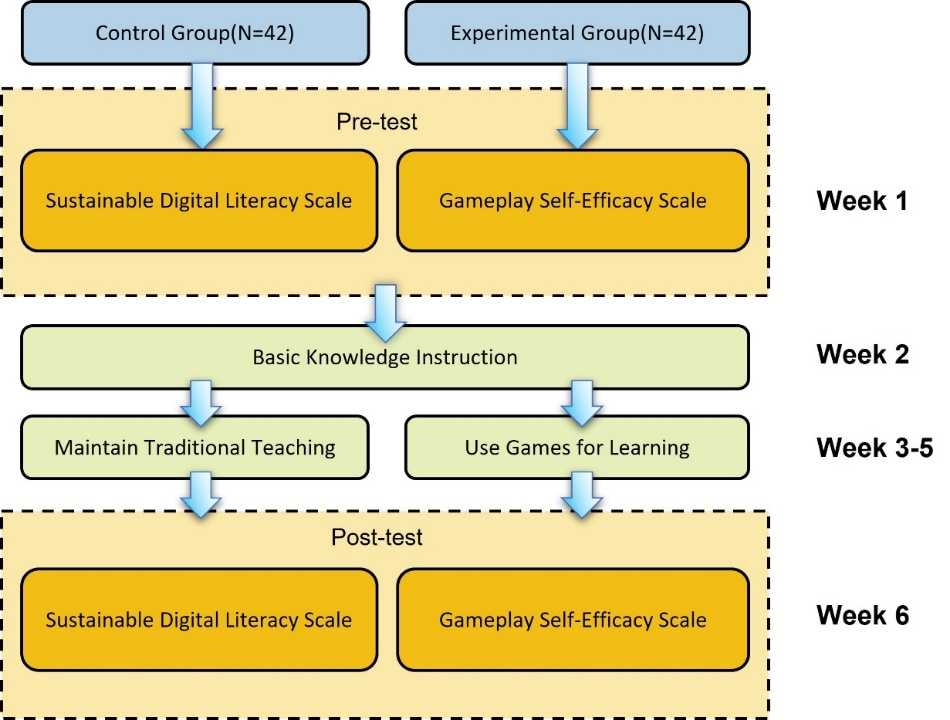 Control Group(N=42)
Experimental Group(N=42)
Pre-test
Sustainable Digital Literacy Scale
Gameplay Self-Efficacy Scale
Week 1
Basic Knowledge Instruction
Week 2
Maintain Traditional Teaching
Use Games for Learning
Week 3-5
Post-test
Sustainable Digital Literacy Scale
Gameplay Self-Efficacy Scale
Week 6